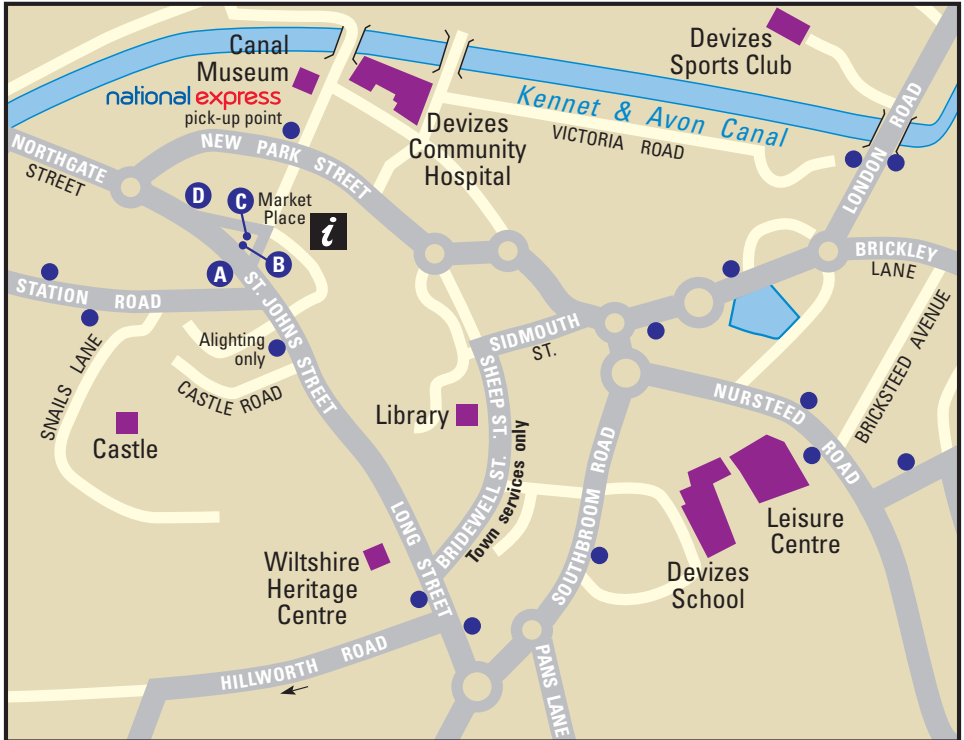 Canal
Museum
national express
pick-up point
Devizes
Sports Club
Kennet & Avon Canal
VICTORIA ROAD
LONDON ROAD
NORTHGATE
STREET
NEW PARK STREET
Devizes
Community
Hospital
D
C
Market
Place
i
A
B
BRICKLEY
LANE
STATION ROAD
ST. JOHNS STREET
Alighting
only
CASTLE ROAD
SNAILS LANE
Castle
SIDMOUTH
ST.
SHEEP ST.
BRIDEWELL ST.
Town services only
Library
NURSTEED ROAD
BRICKSTEED AVENUE
SOUTHBROOM ROAD
Leisure
Centre
Devizes
School
LONG STREET
Wiltshire
Heritage
Centre
HILLWORTH ROAD
PANS LANE